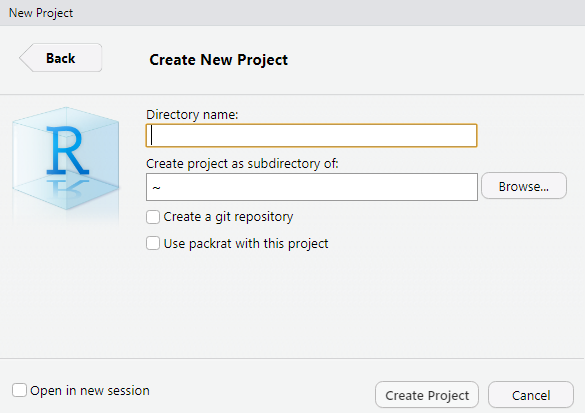 New Project
Back
Create New Project
R
Directory name:
Create project as subdirectory of:
~
Browse...
Create a git repository
Use packrat with this project
Open in new session
Create Project
Cancel